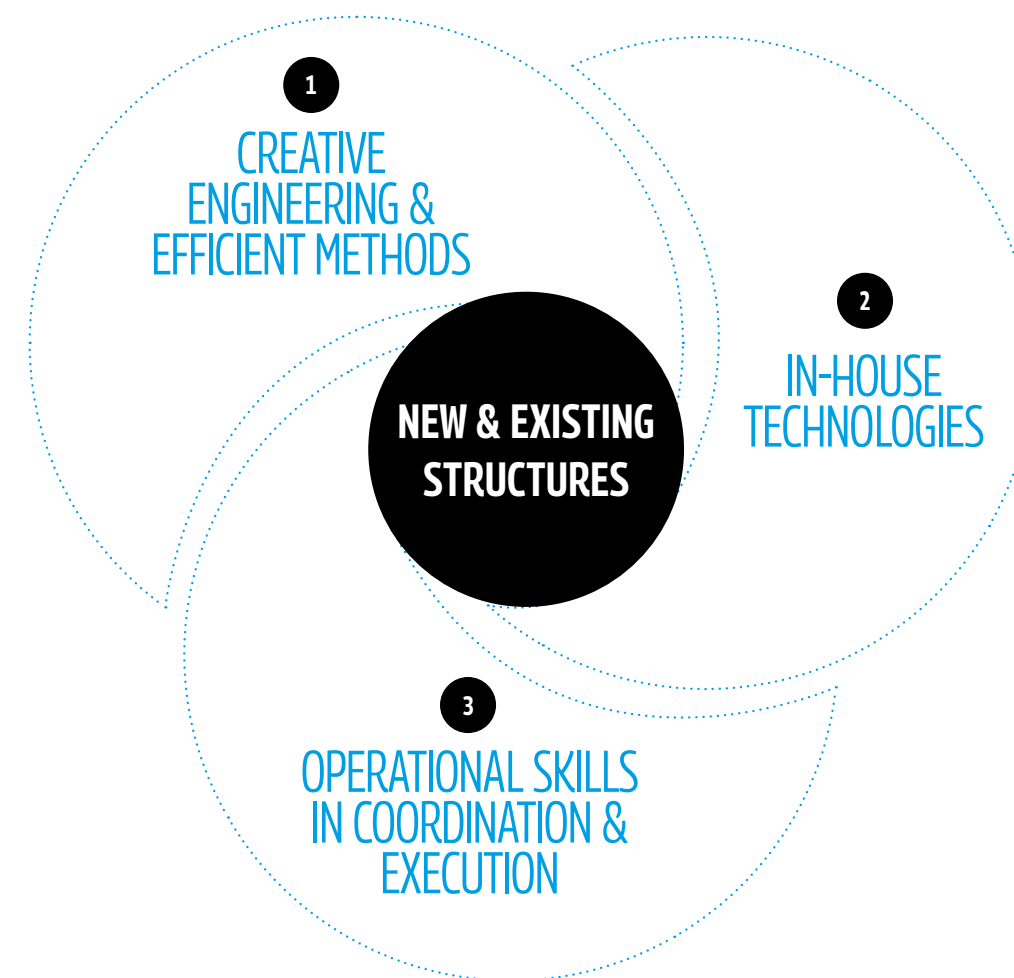 1
CREATIVE
ENGINEERING &
EFFICIENT METHODS
2
IN-HOUSE
TECHNOLOGIES
NEW & EXISTING
STRUCTURES
3
OPERATIONAL SKILLS
IN COORDINATION &
EXECUTION